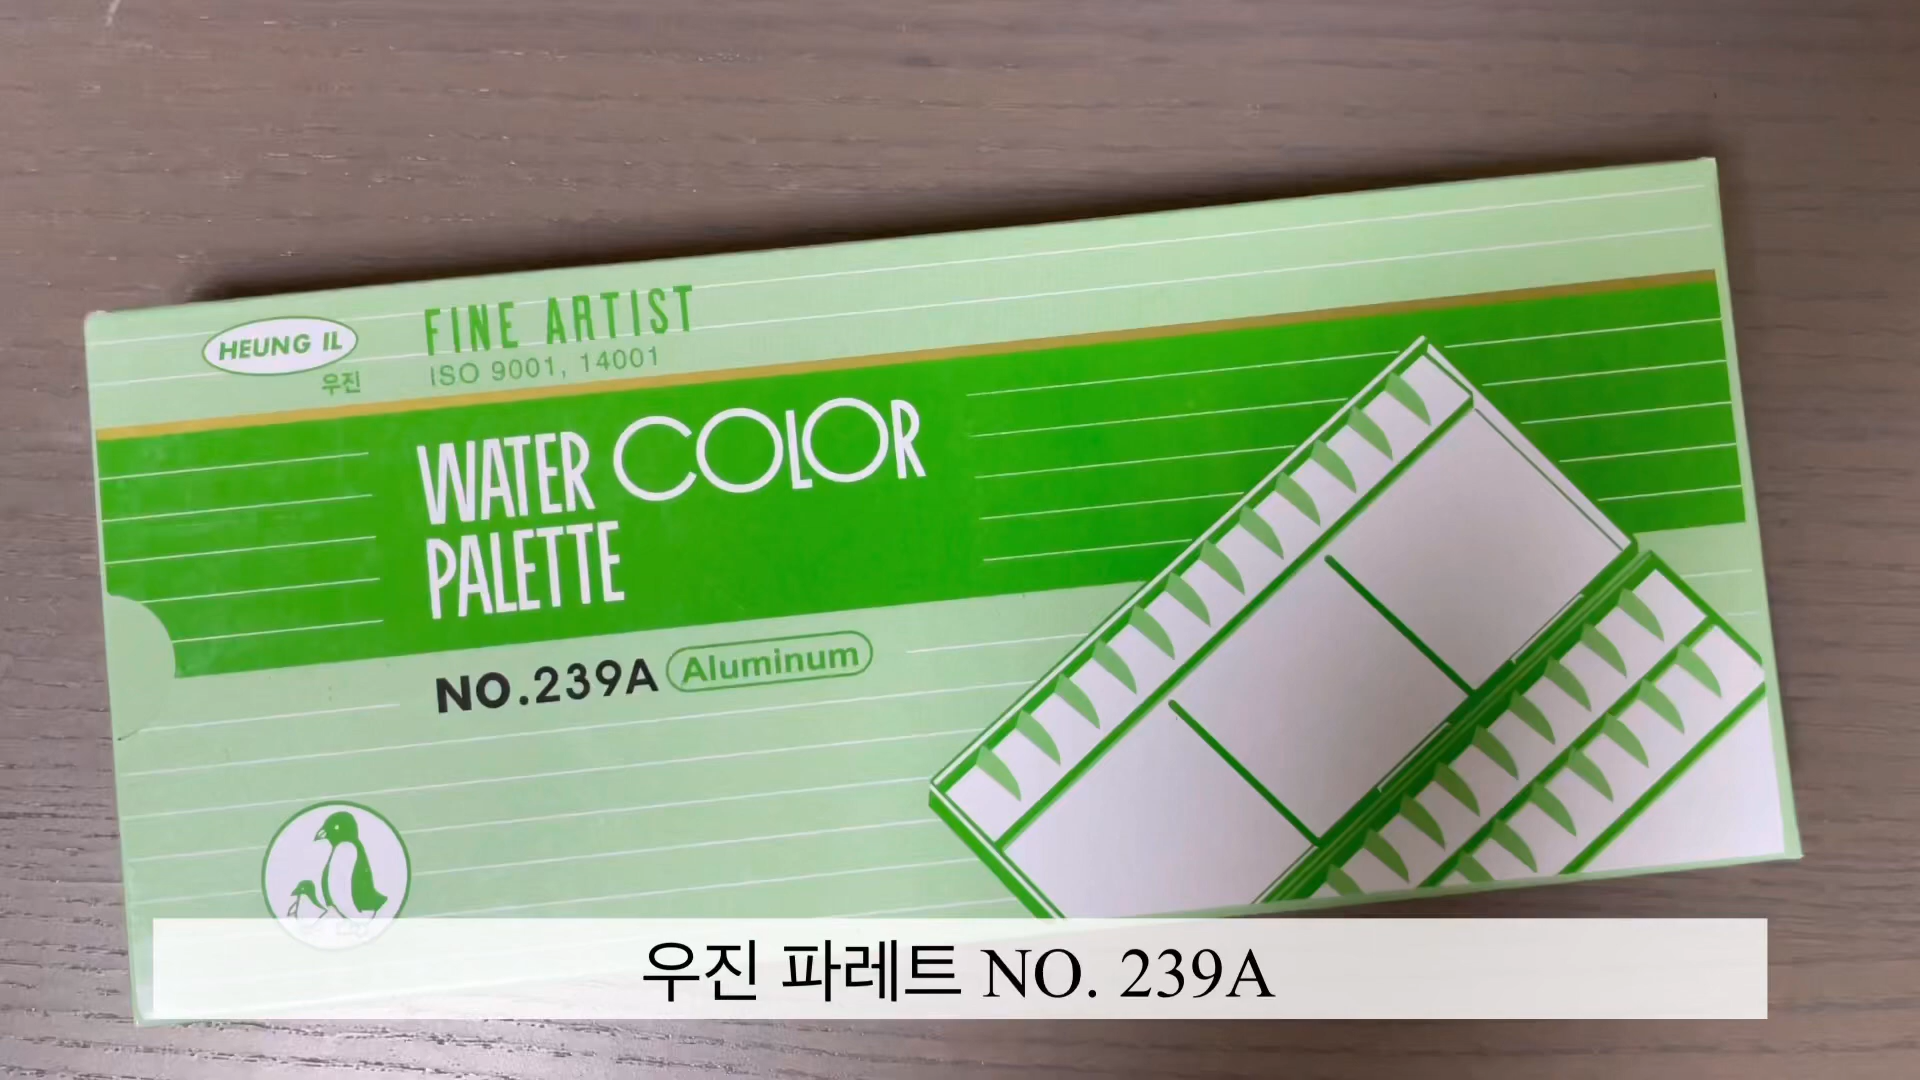 HEUNG IL
우진
FINE ARTIST
ISO 9001, 14001
WATER COLOR
PALETTE
NO.239A Aluminum
우진 파레트 NO. 239A